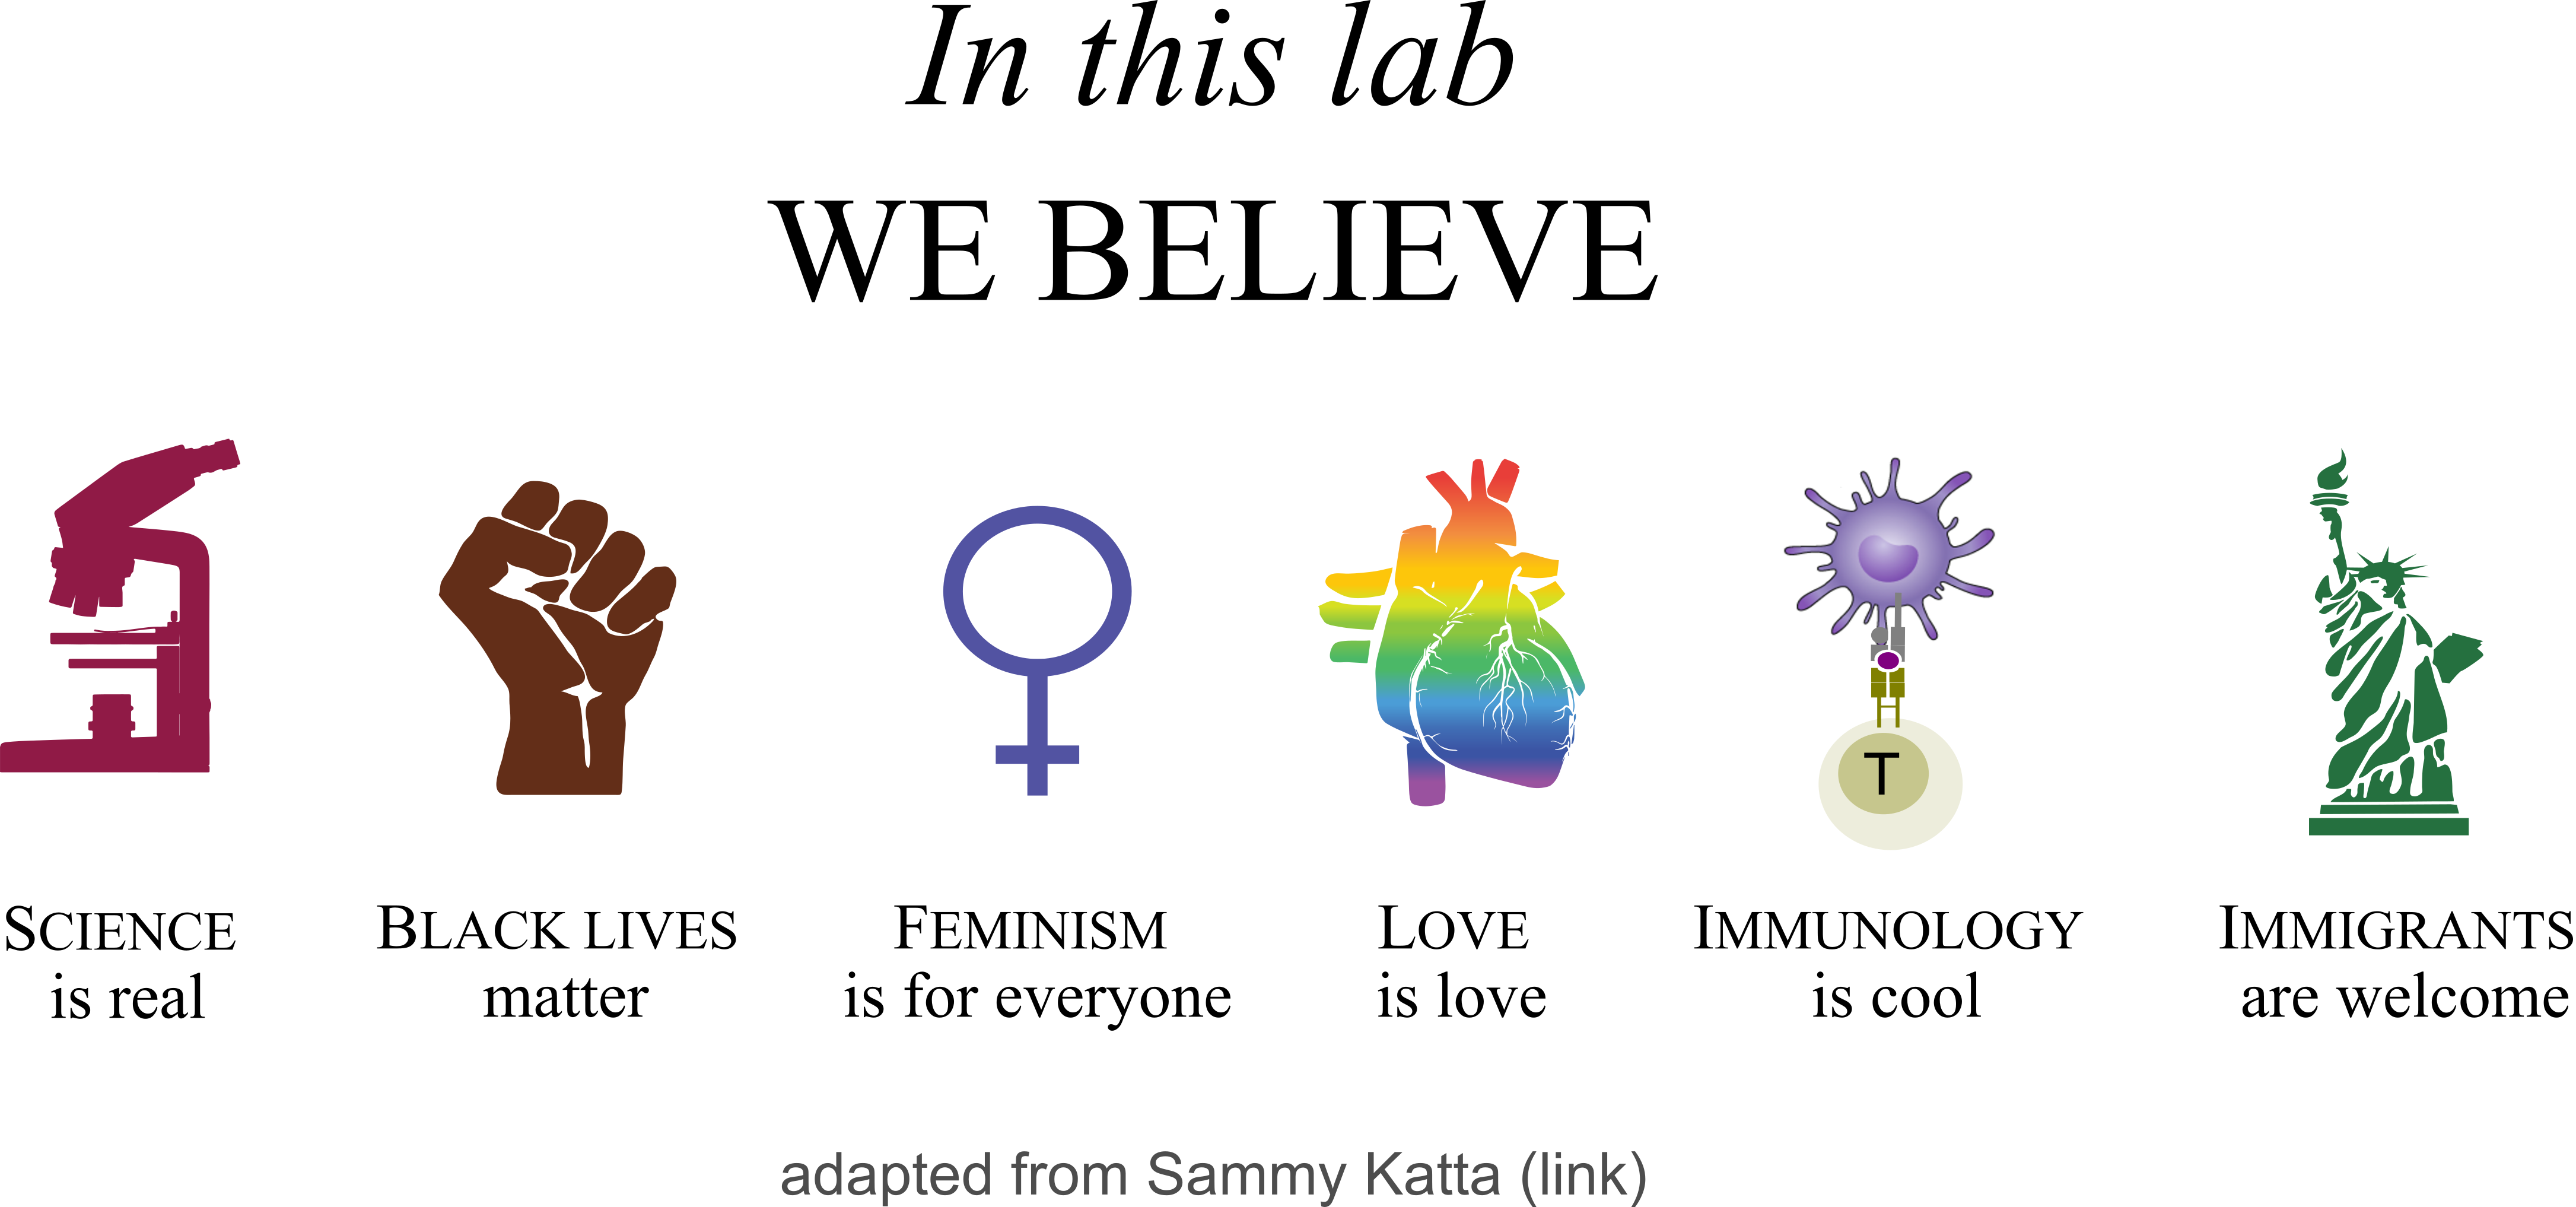 In this lab
WE BELIEVE
T
SCIENCE
is real
BLACK LIVES
matter
FEMINISM
is for everyone
LOVE
is love
IMMUNOLOGY
is cool
IMMIGRANTS
are welcome
adapted from Sammy Katta (link)